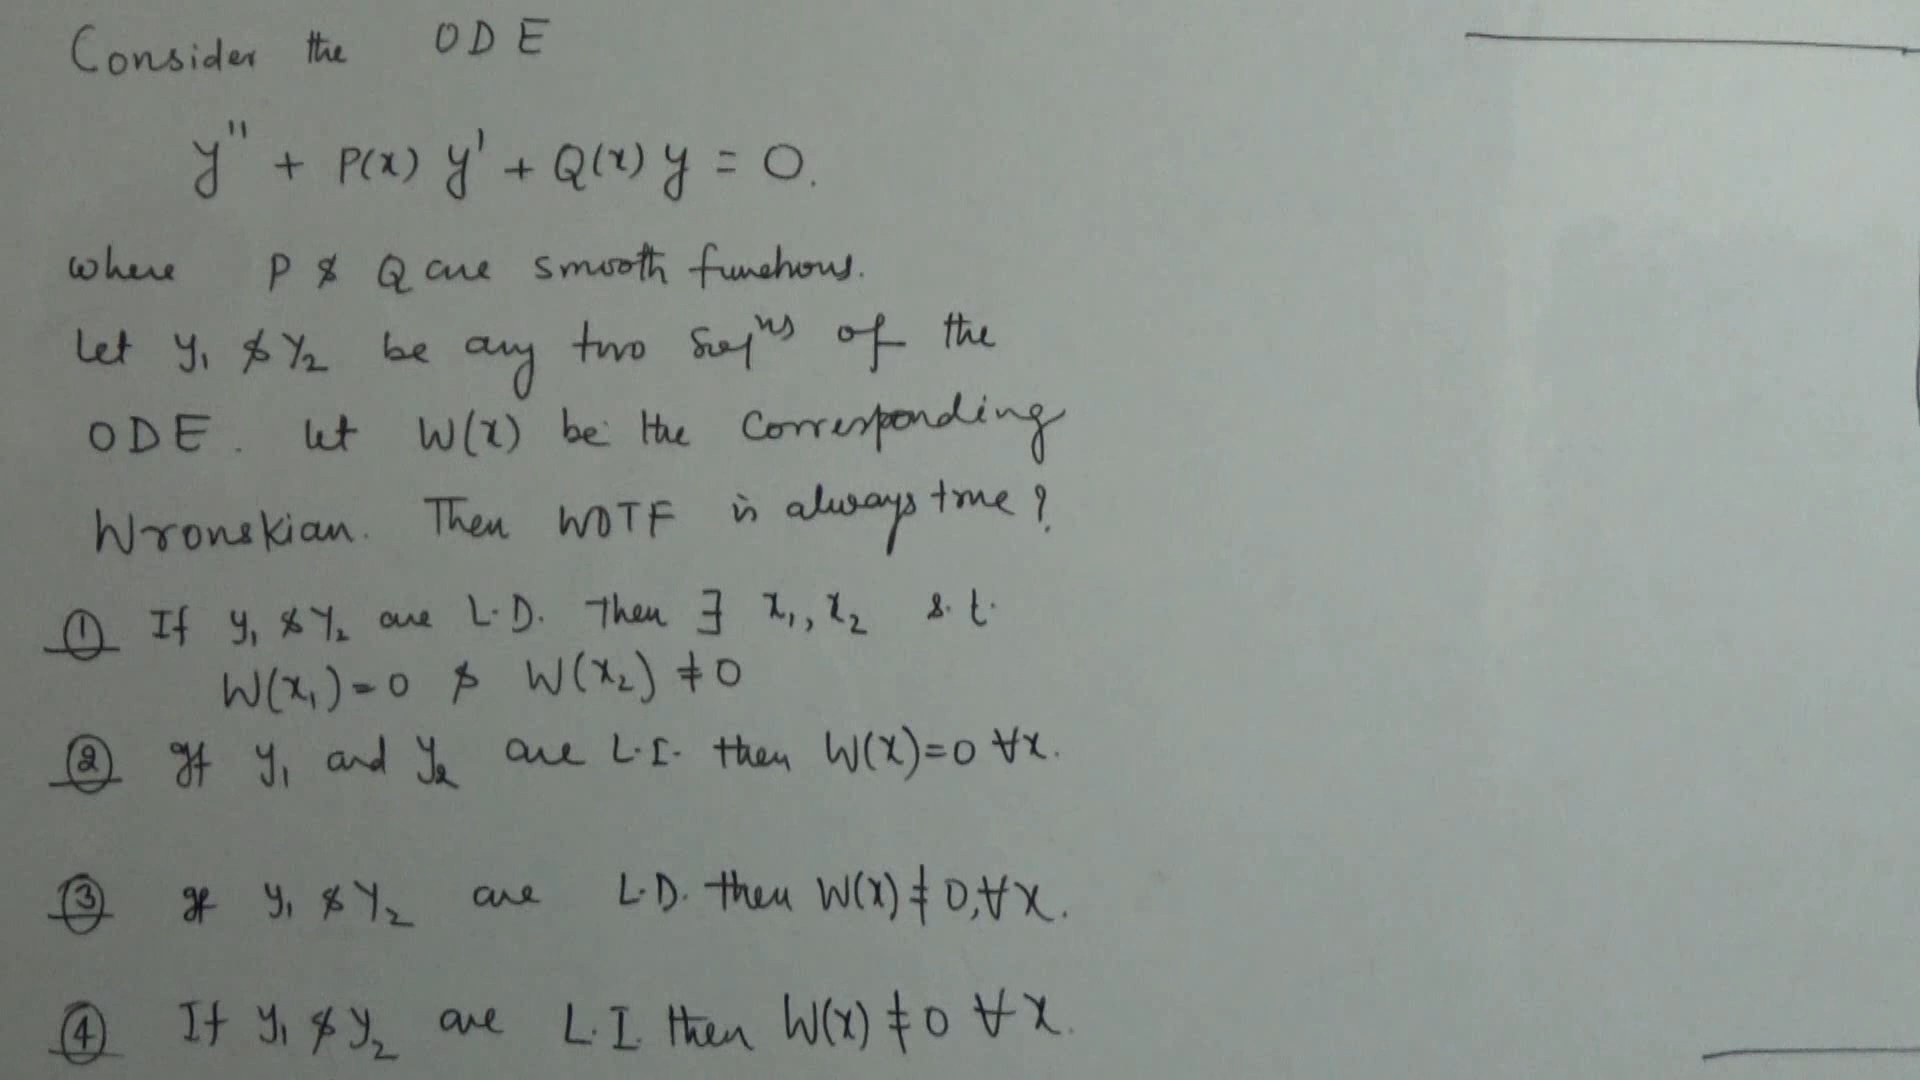 Consider the ODE
y'' + P(x) y' + Q(x) y = 0.
where P & Q are smooth functions.
Let y₁ & y₂ be any two solⁿˢ of the
ODE. Let W(x) be the corresponding
Wronskian. Then WOTF is always true?
① If y₁ & y₂ are L.D. Then ∃ x₁, x₂ s.t.
W(x₁)=0 & W(x₂) ≠ 0
② If y₁ and y₂ are L.I. then W(x)=0 ∀x.
③ If y₁ & y₂ are L.D. then W(x) ≠ 0, ∀x.
④ If y₁ & y₂ are L.I. then W(x) ≠ 0 ∀x.